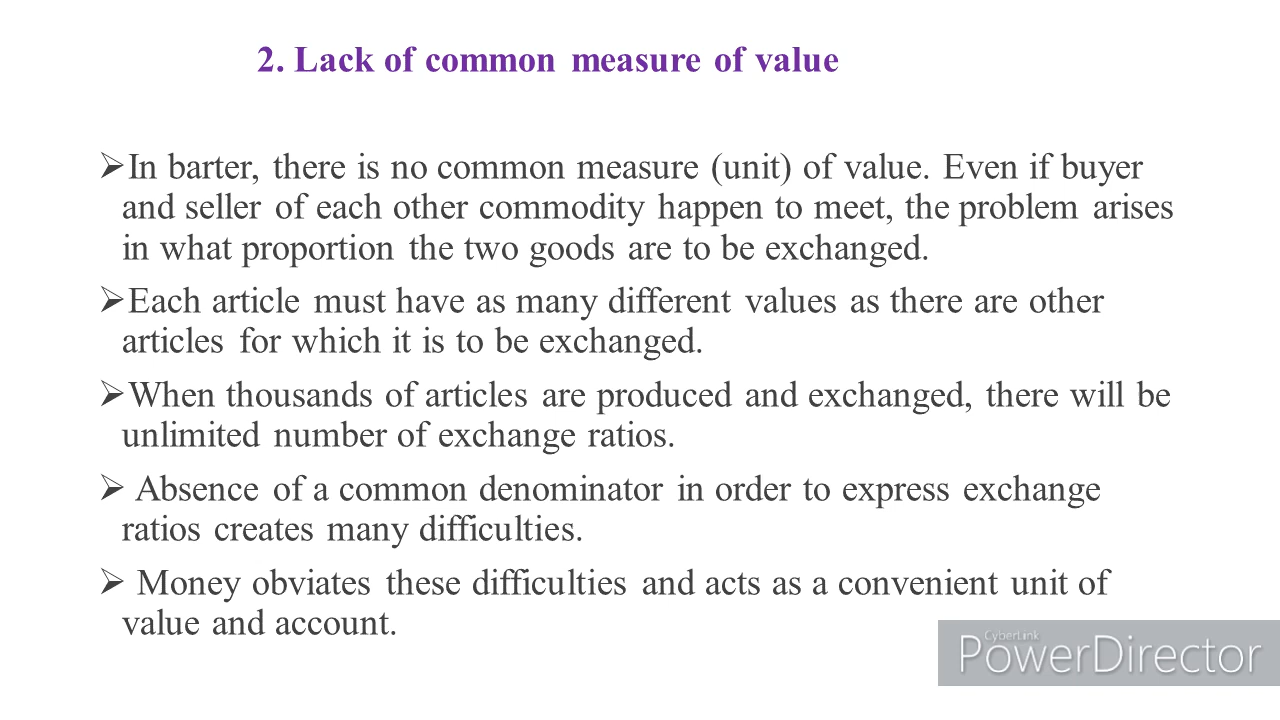 2. Lack of common measure of value
➢In barter, there is no common measure (unit) of value. Even if buyer
and seller of each other commodity happen to meet, the problem arises
in what proportion the two goods are to be exchanged.
➢Each article must have as many different values as there are other
articles for which it is to be exchanged.
➢When thousands of articles are produced and exchanged, there will be
unlimited number of exchange ratios.
➢ Absence of a common denominator in order to express exchange
ratios creates many difficulties.
➢ Money obviates these difficulties and acts as a convenient unit of
value and account.
CyberLink
PowerDirector